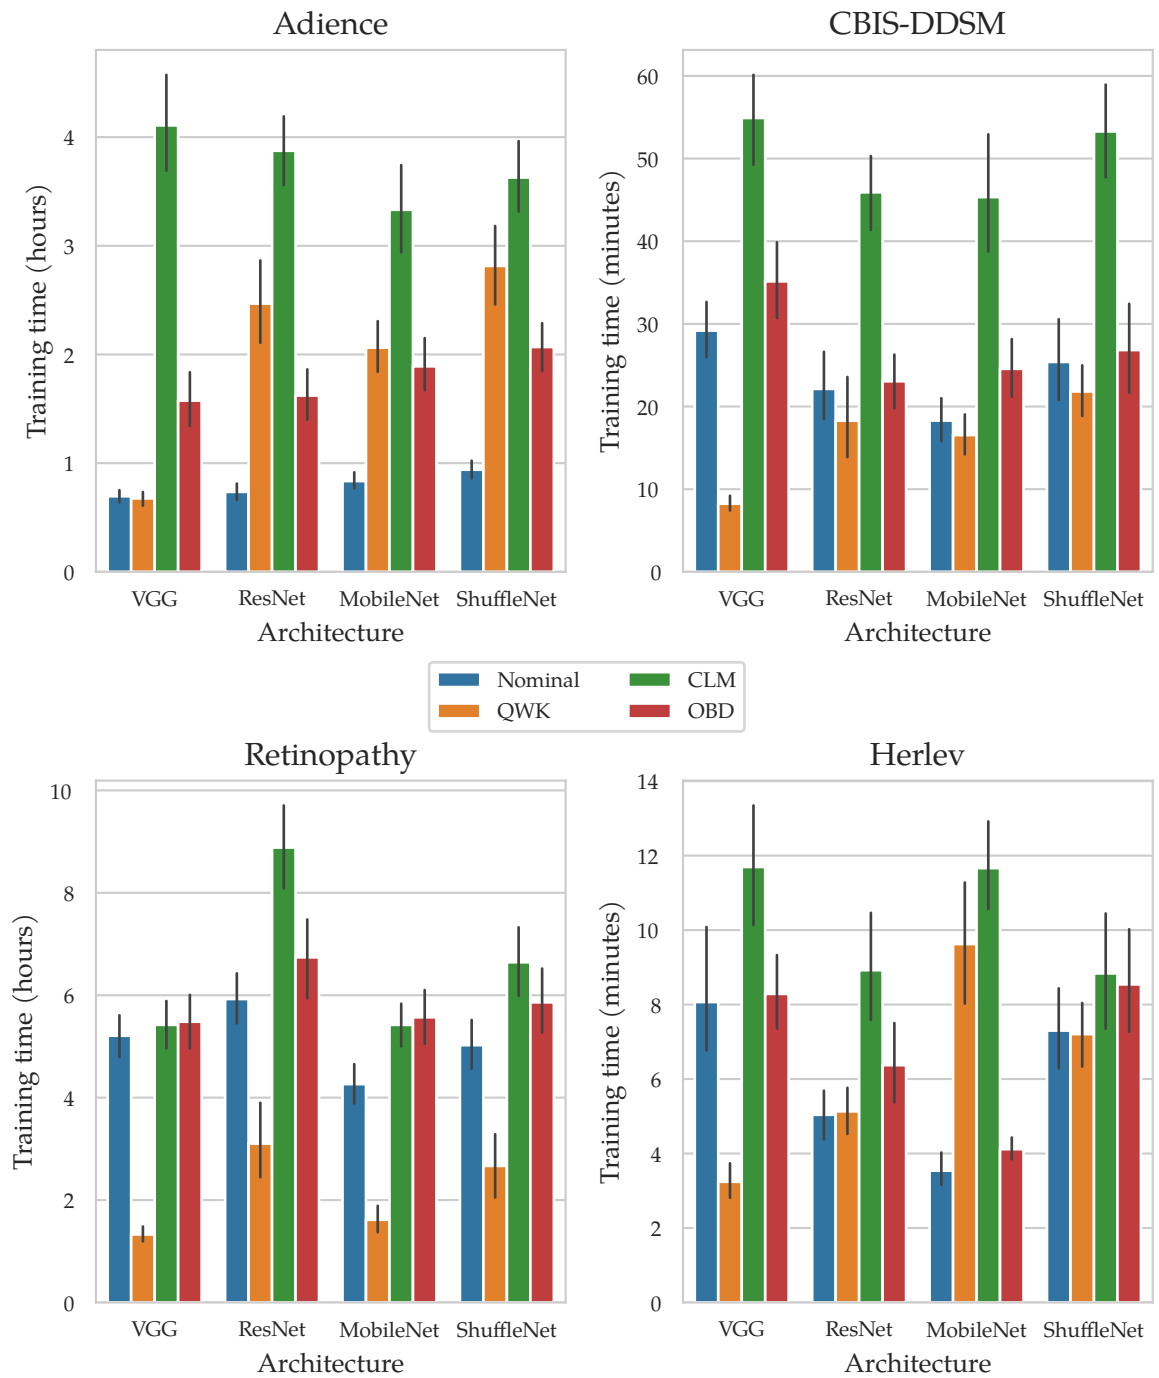 Adience
CBIS-DDSM
Training time (hours)
4
3
2
1
0
VGG ResNet MobileNet ShuffleNet
Architecture
Training time (minutes)
60
50
40
30
20
10
0
VGG ResNet MobileNet ShuffleNet
Architecture
Nominal CLM
QWK OBD
Retinopathy
Herlev
Training time (hours)
10
8
6
4
2
0
VGG ResNet MobileNet ShuffleNet
Architecture
Training time (minutes)
14
12
10
8
6
4
2
0
VGG ResNet MobileNet ShuffleNet
Architecture